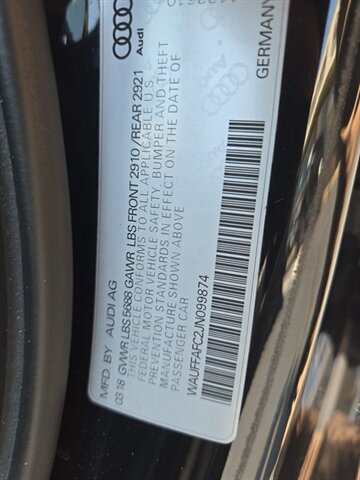 MFD. BY AUDI AG
03.18 GWWR LBS 5688 GAWR LBS FRONT 2910 /REAR 2921
THIS VEHICLE CONFORMS TO ALL APPLICABLE U.S.
FEDERAL MOTOR VEHICLE SAFETY, BUMPER AND THEFT
PREVENTION STANDARDS IN EFFECT ON THE DATE OF
MANUFACTURE SHOWN ABOVE
PASSENGER CAR
WAUFFAFC2JN099874
Audi
GERMANY